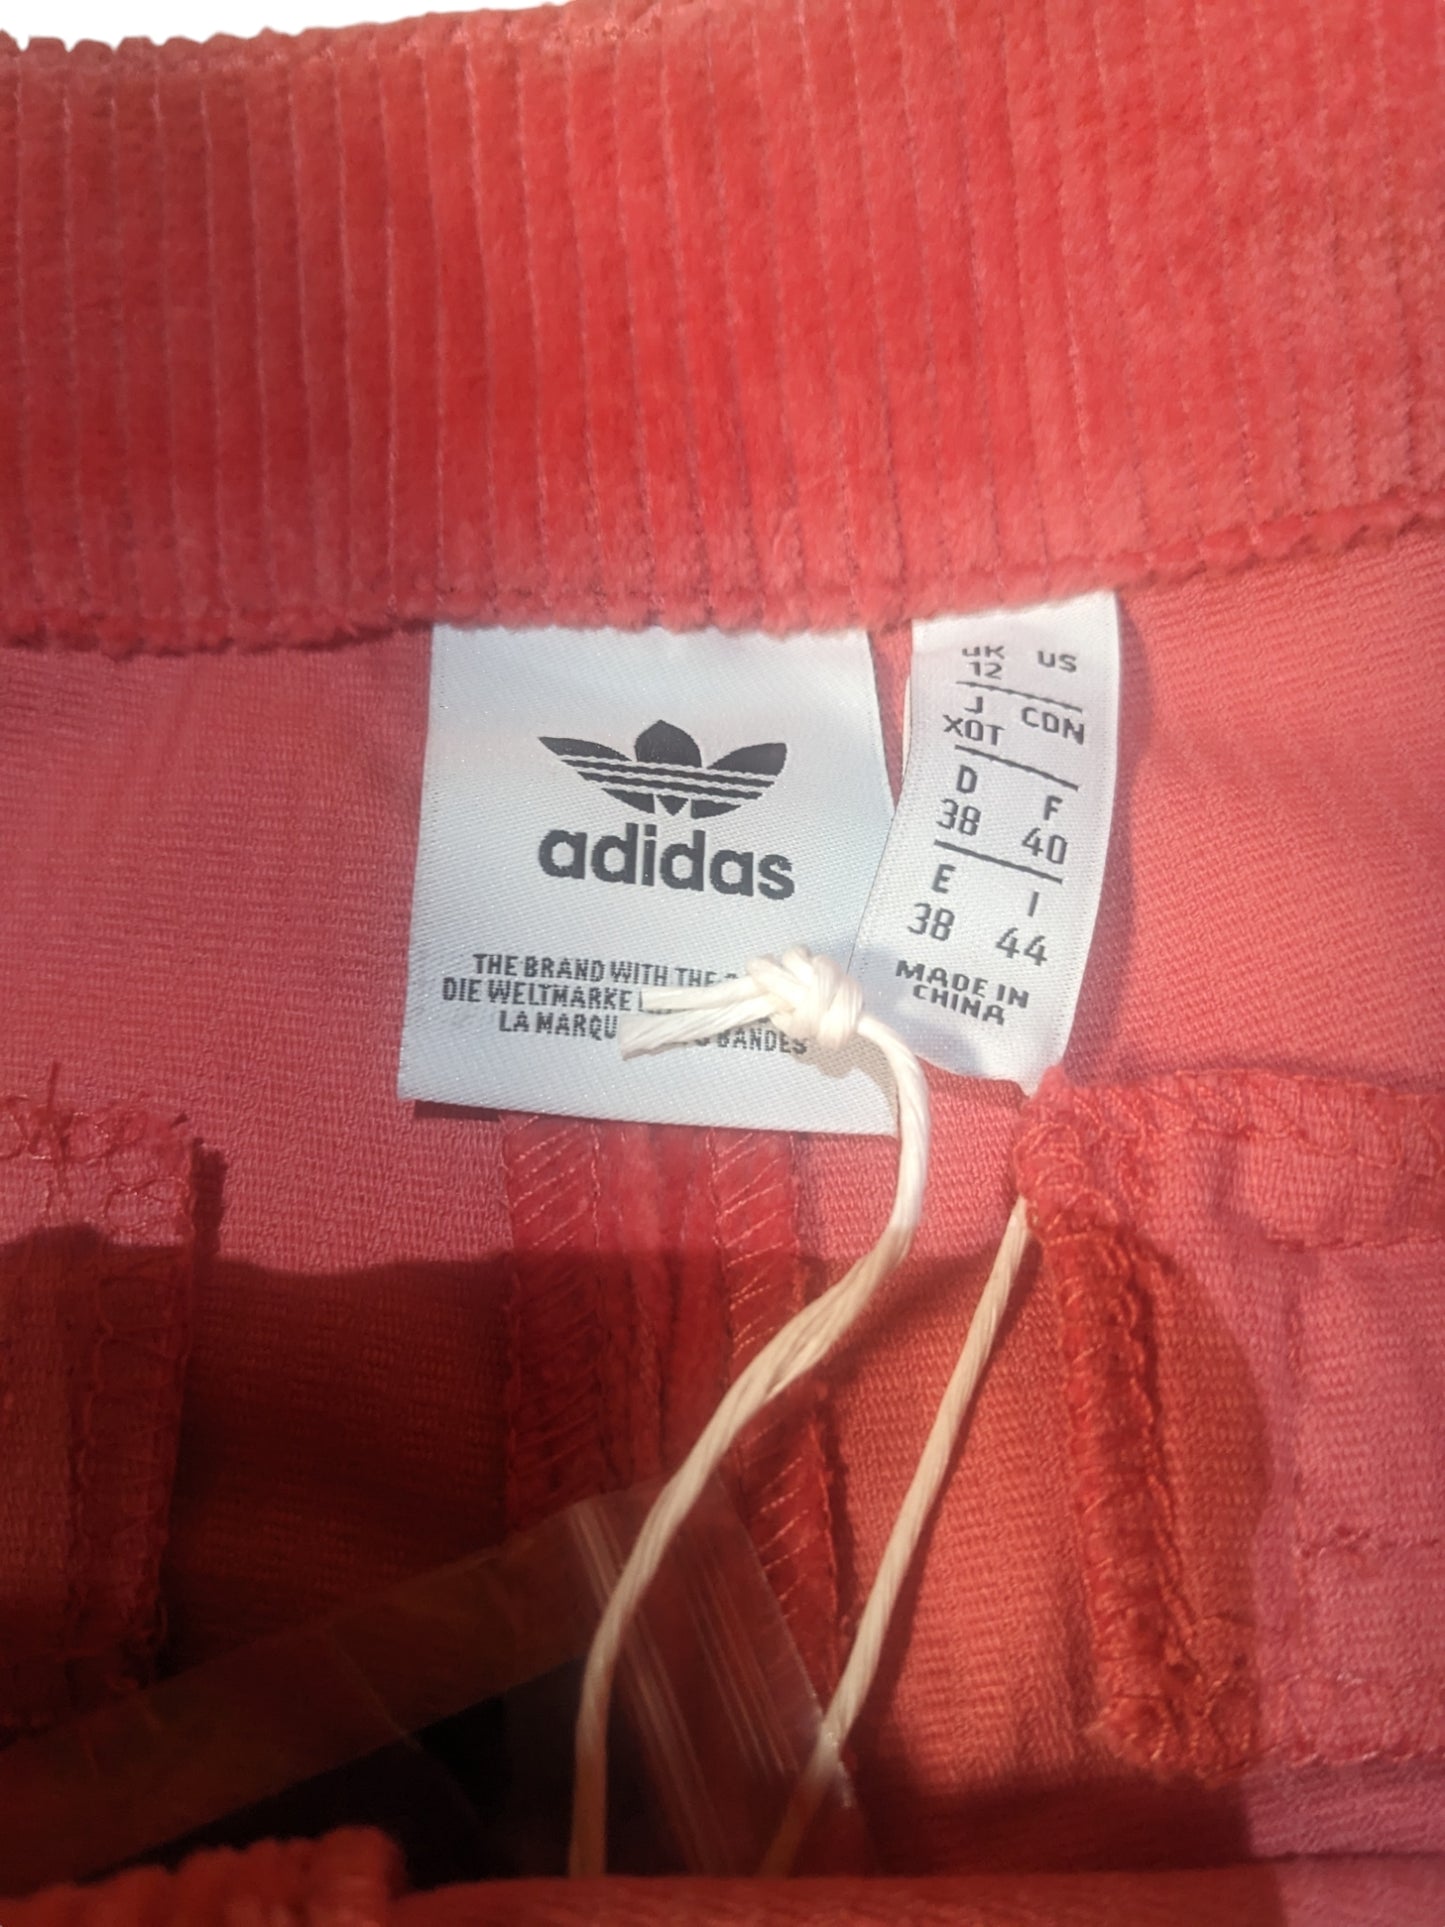 adidas
THE BRAND WITH THE
DIE WELTMARKE
LA MARQU BANDES
UK US
12
J CDN
XOT
D F
38 40
E I
38 44
MADE IN
CHINA